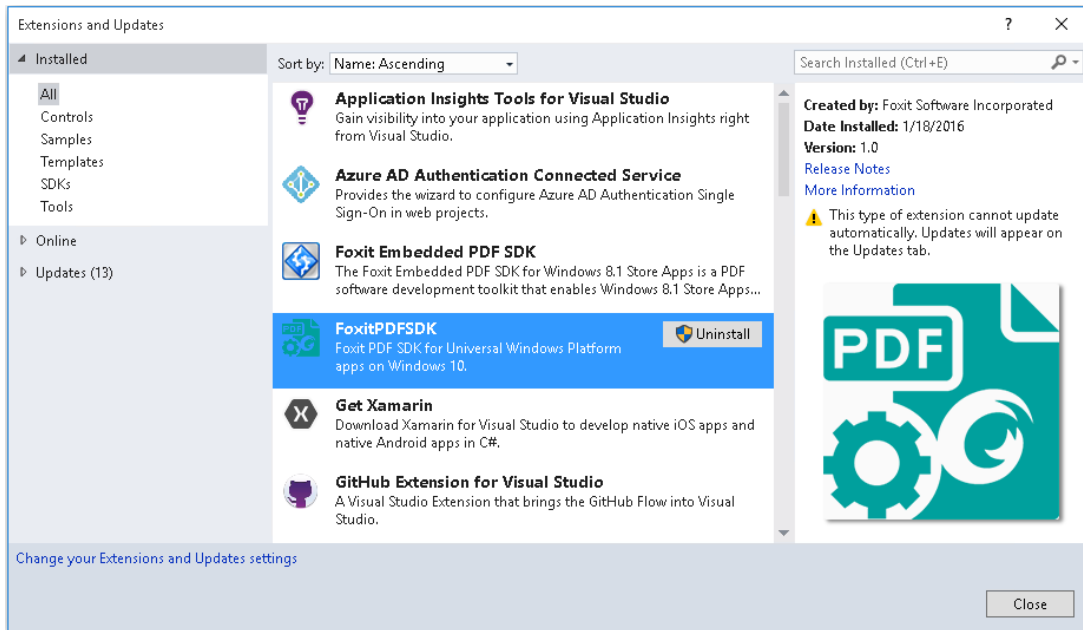 Extensions and Updates
?
Installed
All
Controls
Samples
Templates
SDKs
Tools
Online
Updates (13)
Sort by: Name: Ascending
Application Insights Tools for Visual Studio
Gain visibility into your application using Application Insights right
from Visual Studio.
Azure AD Authentication Connected Service
Provides the wizard to configure Azure AD Authentication Single
Sign-On in web projects.
Foxit Embedded PDF SDK
The Foxit Embedded PDF SDK for Windows 8.1 Store Apps is a PDF
software development toolkit that enables Windows 8.1 Store Apps...
FoxitPDFSDK
Foxit PDF SDK for Universal Windows Platform
apps on Windows 10.
Uninstall
Get Xamarin
Download Xamarin for Visual Studio to develop native iOS apps and
native Android apps in C#.
GitHub Extension for Visual Studio
A Visual Studio Extension that brings the GitHub Flow into Visual
Studio.
Search Installed (Ctrl+E)
Created by: Foxit Software Incorporated
Date Installed: 1/18/2016
Version: 1.0
Release Notes
More Information
This type of extension cannot update
automatically. Updates will appear on
the Updates tab.
PDF
Change your Extensions and Updates settings
Close